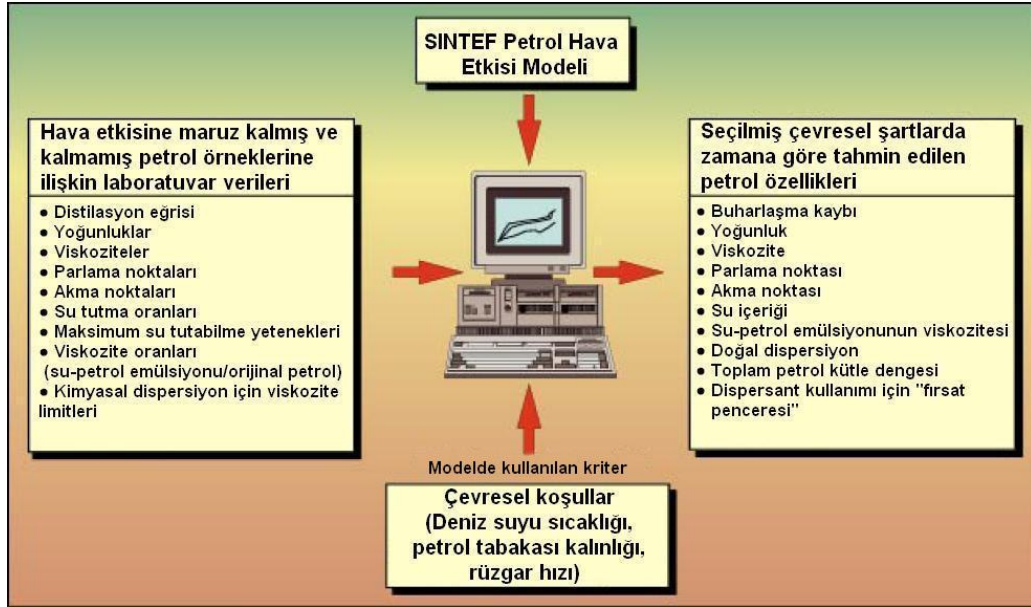 SINTEF Petrol Hava
Etkisi Modeli
Hava etkisine maruz kalmış ve
kalmamış petrol örneklerine
ilişkin laboratuvar verileri
● Distilasyon eğrisi
● Yoğunluklar
● Viskoziteler
● Parlama noktaları
● Akma noktaları
● Su tutma oranları
● Maksimum su tutabilme yetenekleri
● Viskozite oranları
(su-petrol emülsiyonu/orijinal petrol)
● Kimyasal dispersiyon için viskozite
limitleri
Seçilmiş çevresel şartlarda
zamana göre tahmin edilen
petrol özellikleri
● Buharlaşma kaybı
● Yoğunluk
● Viskozite
● Parlama noktası
● Akma noktası
● Su içeriği
● Su-petrol emülsiyonunun viskozitesi
● Doğal dispersiyon
● Toplam petrol kütle dengesi
● Dispersant kullanımı için "fırsat
penceresi"
Modelde kullanılan kriter
Çevresel koşullar
(Deniz suyu sıcaklığı,
petrol tabakası kalınlığı,
rüzgar hızı)